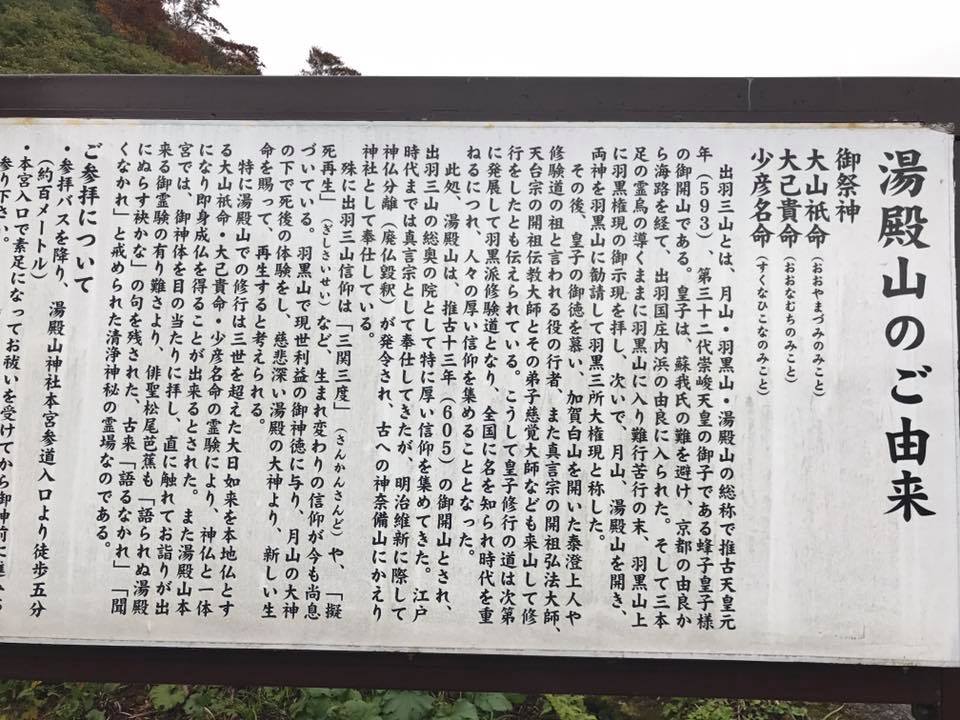 湯殿山のご由来
御祭神
大山祇命(おおやまづみのみこと)
大己貴命(おおなむちのみこと)
少彦名命(すくなひこなのみこと)
出羽三山とは、月山・羽黒山・湯殿山の総称で推古天皇元
年(593)、第三十二代崇峻天皇の御子である蜂子皇子様
の御開山である。皇子は、蘇我氏の難を避け、京都の由良か
ら海路を経て、出羽国庄内浜の由良に入られた。そして三本
足の霊烏の導くままに羽黒山に入り難行苦行の末、羽黒山上
に羽黒権現の御示現を拝し、次いで、月山、湯殿山を開き、
両神を羽黒山に勧請して羽黒三所大権現と称した。
その後、皇子の御徳を慕い、加賀白山を開いた泰澄上人や
修験道の祖と言われる役の行者、また真言宗の開祖弘法大師、
天台宗の開祖伝教大師とその弟子慈覚大師なども来山して修
行をしたとも伝えられている。こうして皇子修行の道は次第
に発展して羽黒派修験道となり、全国に名を知られ時代を重
ねるにつれ、人々の厚い信仰を集めることとなった。
此処、湯殿山は、推古十三年(605)の御開山とされ、
出羽三山の総奥の院として特に厚い信仰を集めてきた。江戸
時代までは真言宗として奉仕してきたが、明治維新に際して
神仏分離(廃仏毀釈)が発令され、古への神奈備山にかえり
神社として奉仕している。
殊に出羽三山信仰は「三関三度」(さんかんさんど)や、「擬
死再生」(ぎしさいせい)など、生まれ変わりの信仰が今も尚息
づいている。羽黒山で現世利益の御神徳に与り、月山の大神
の下で死後の体験をし、慈悲深い湯殿の大神より、新しい生
命を賜って、再生すると考えられる。
特に湯殿山での修行は三世を超えた大日如来を本地仏とす
る大山祇命・大己貴命・少彦名命の霊験により、神仏と一体
になり即身成仏を得ることが出来るとされた。また湯殿山本
宮では、御神体を目の当たりに拝し、直に触れてお詣りが出
来る御霊験の有り難さより、俳聖松尾芭蕉も「語られぬ湯殿
にぬらす袂かな」の句を残された。古来「語るなかれ」「聞
くなかれ」と戒められた清浄神秘の霊場なのである。
ご参拝について
・参拝バスを降り、湯殿山神社本宮参道入口より徒歩五分
(約百メートル)
・本宮入口で素足になってお祓いを受けてから御神前に
参り下さい。